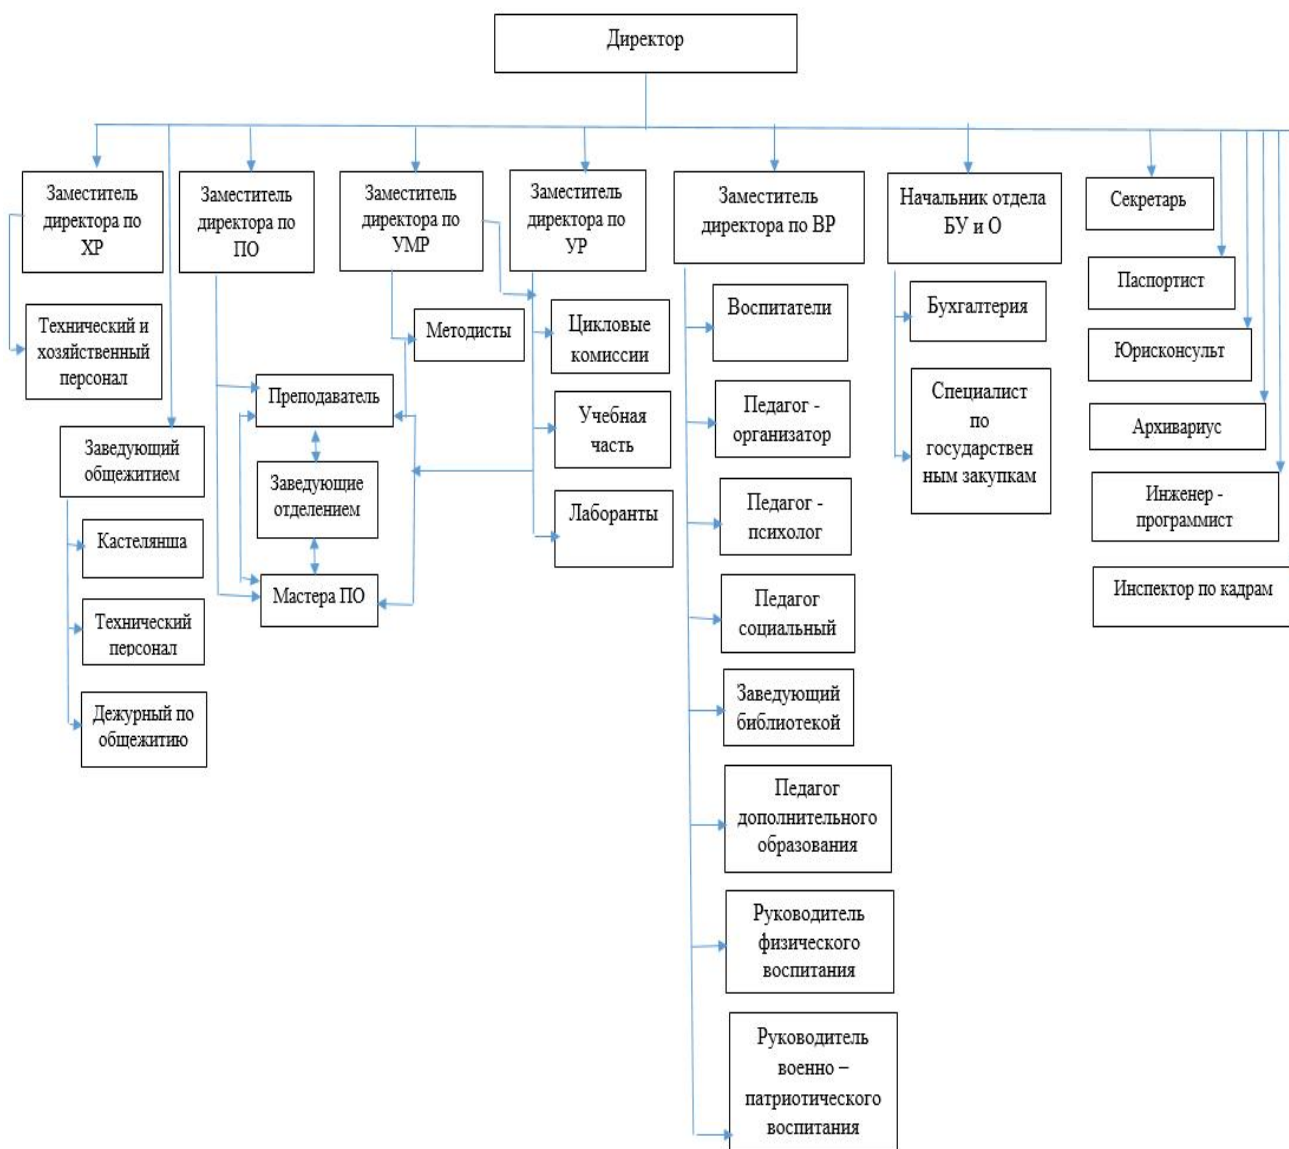 Директор
Заместитель
директора по
ХР
Заместитель
директора по
ПО
Заместитель
директора по
УМР
Заместитель
директора по
УР
Заместитель
директора по ВР
Начальник отдела
БУ и О
Секретарь
Технический и
хозяйственный
персонал
Заведующий
общежитием
Кастелянша
Технический
персонал
Дежурный по
общежитию
Преподаватель
Заведующие
отделением
Мастера ПО
Методисты
Цикловые
комиссии
Учебная
часть
Лаборанты
Воспитатели
Педагог -
организатор
Педагог -
психолог
Педагог
социальный
Заведующий
библиотекой
Педагог
дополнительного
образования
Руководитель
физического
воспитания
Руководитель
военно –
патриотического
воспитания
Бухгалтерия
Специалист
по
государствен
ным закупкам
Паспортист
Юрисконсульт
Архивариус
Инженер -
программист
Инспектор по кадрам